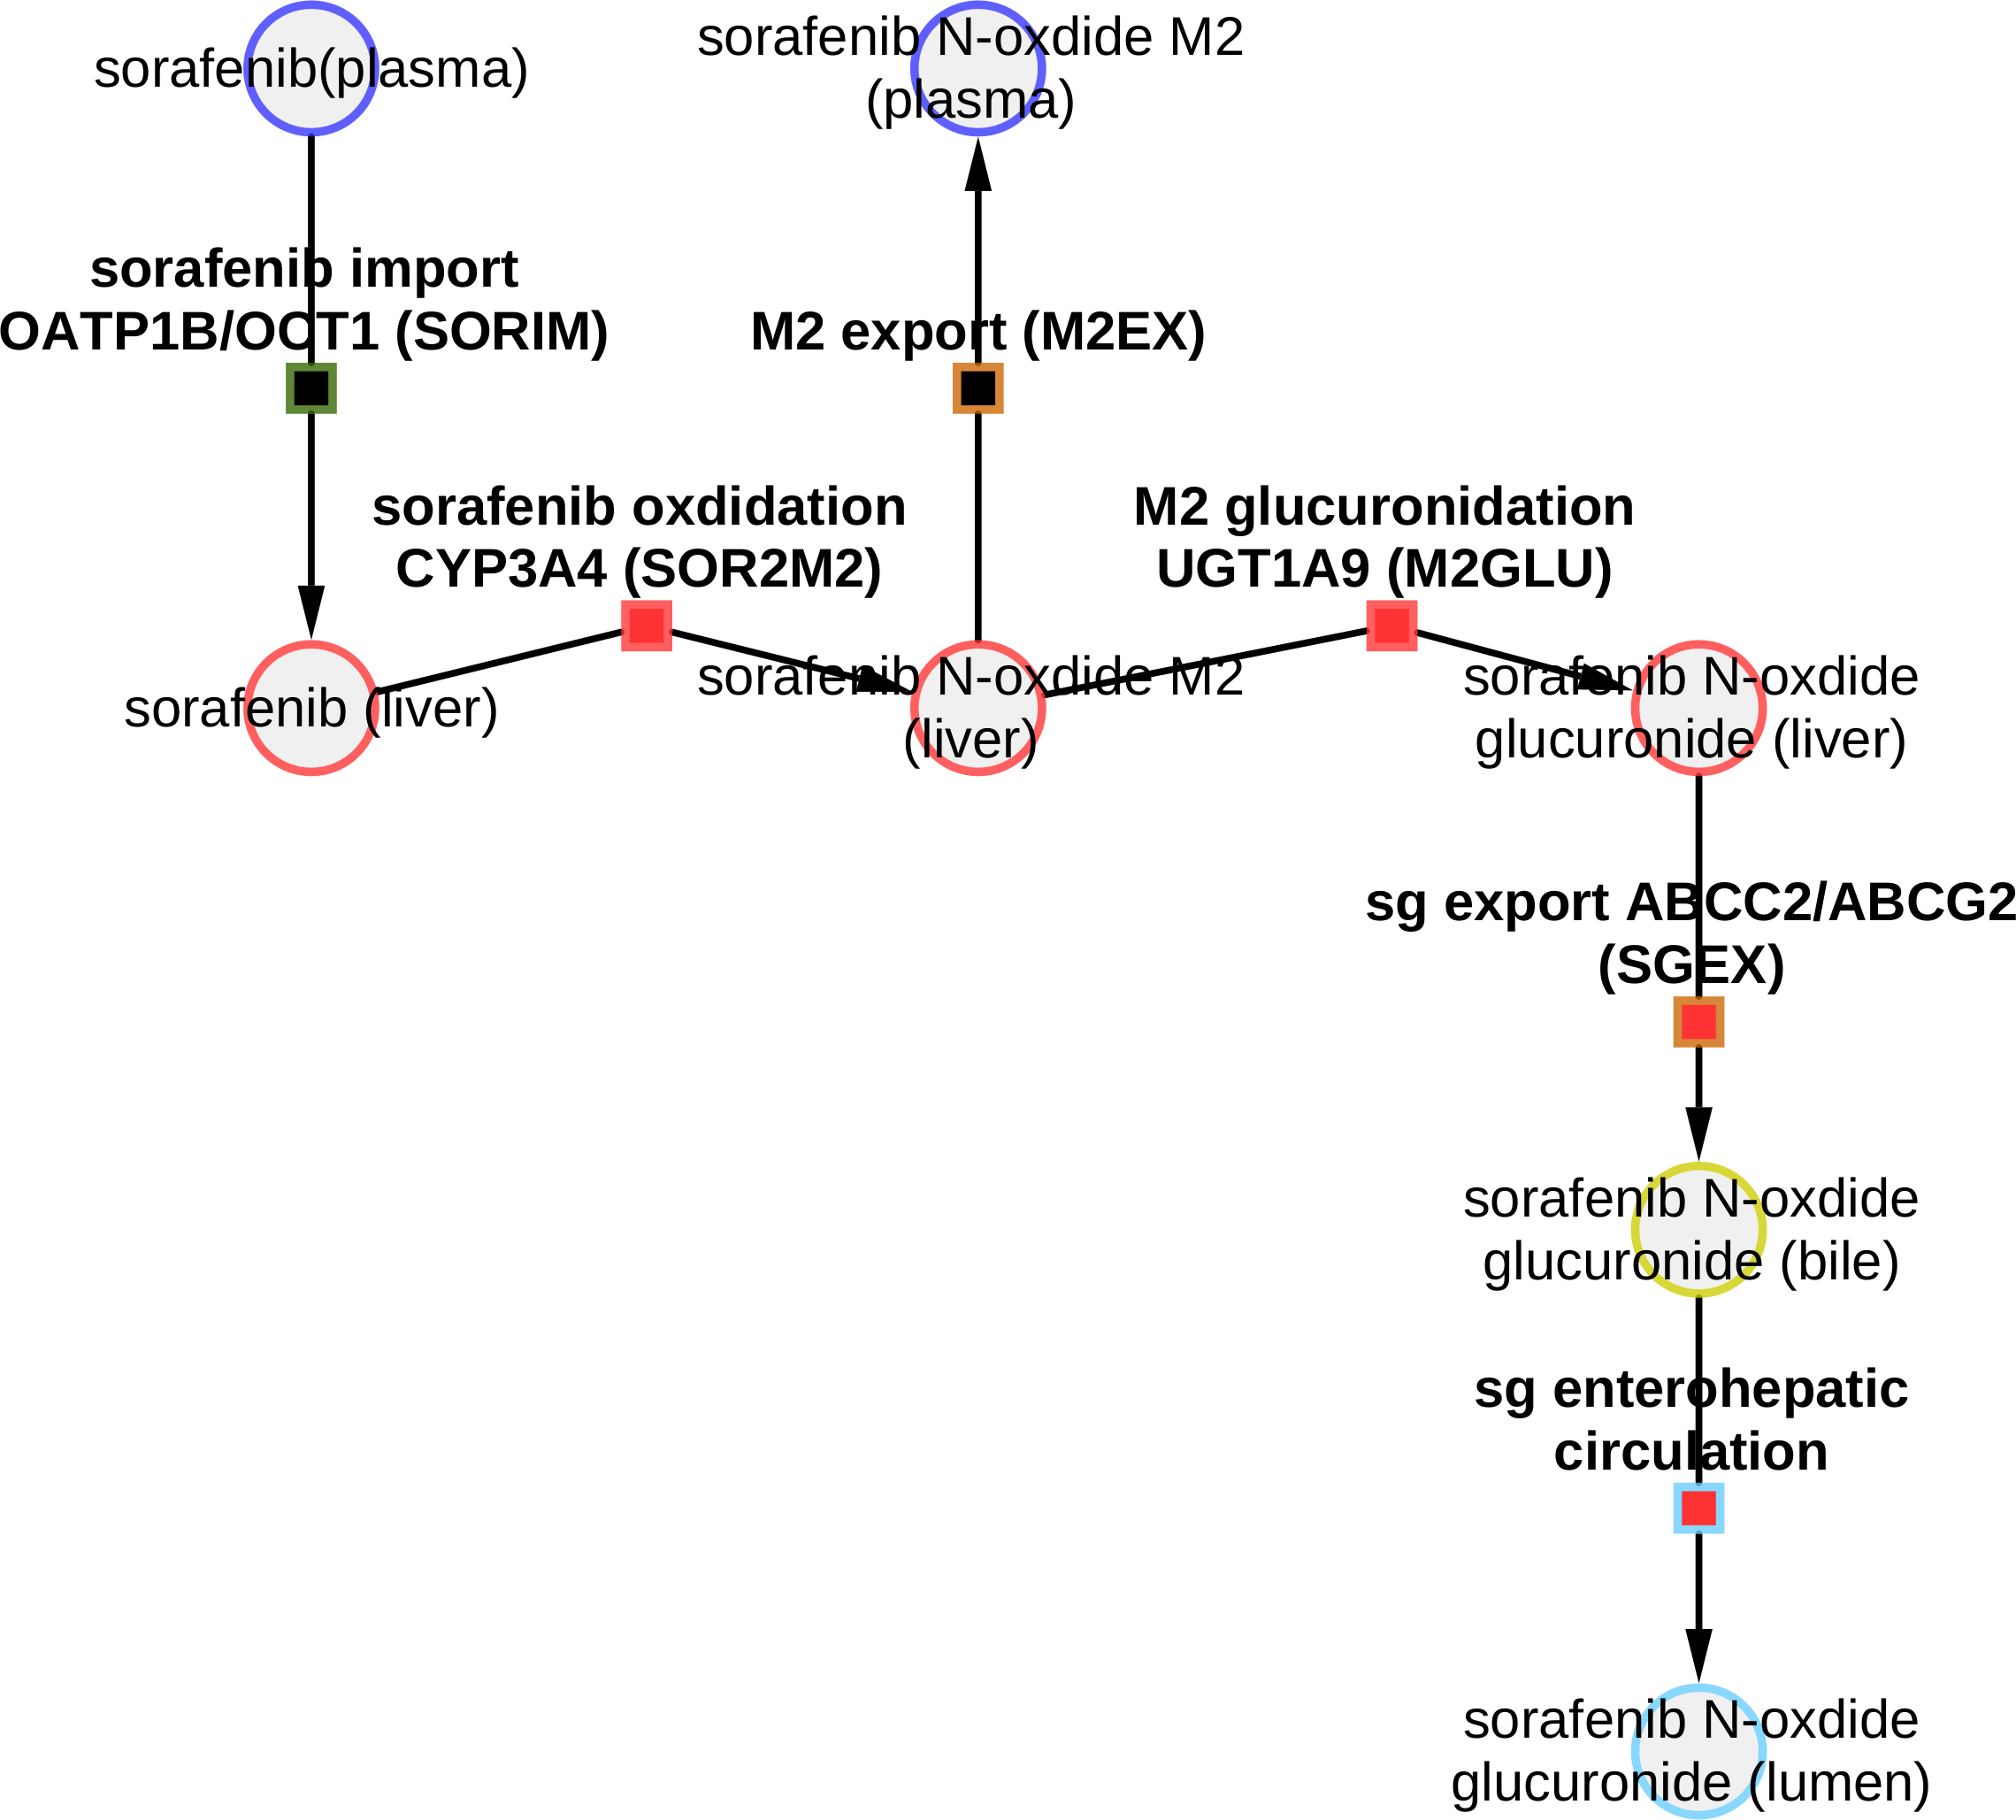 sorafenib(plasma)
sorafenib N-oxdide M2
(plasma)
sorafenib import
OATP1B/OCT1 (SORIM)
M2 export (M2EX)
sorafenib oxdidation
CYP3A4 (SOR2M2)
M2 glucuronidation
UGT1A9 (M2GLU)
sorafenib (liver)
sorafenib N-oxdide M2
(liver)
sorafenib N-oxdide
glucuronide (liver)
sg export ABCC2/ABCG2
(SGEX)
sorafenib N-oxdide
glucuronide (bile)
sg enterohepatic
circulation
sorafenib N-oxdide
glucuronide (lumen)